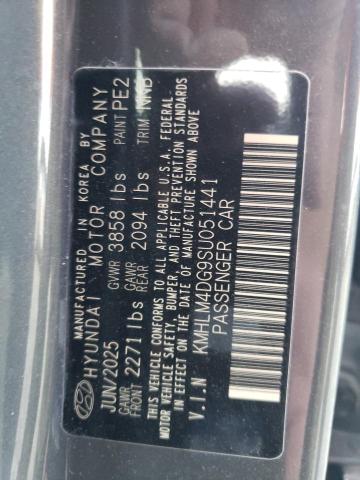 MANUFACTURED IN KOREA BY
HYUNDAI MOTOR COMPANY
JUN/2025 GVWR 3858 lbs PAINT PE2
GAWR FRONT 2271 lbs GAWR REAR 2094 lbs TRIM NNB
THIS VEHICLE CONFORMS TO ALL APPLICABLE U.S.A. FEDERAL
MOTOR VEHICLE SAFETY, BUMPER, AND THEFT PREVENTION
STANDARDS IN EFFECT ON THE DATE OF MANUFACTURE SHOWN ABOVE
V.I.N KMHLM4DG9SU051441
PASSENGER CAR